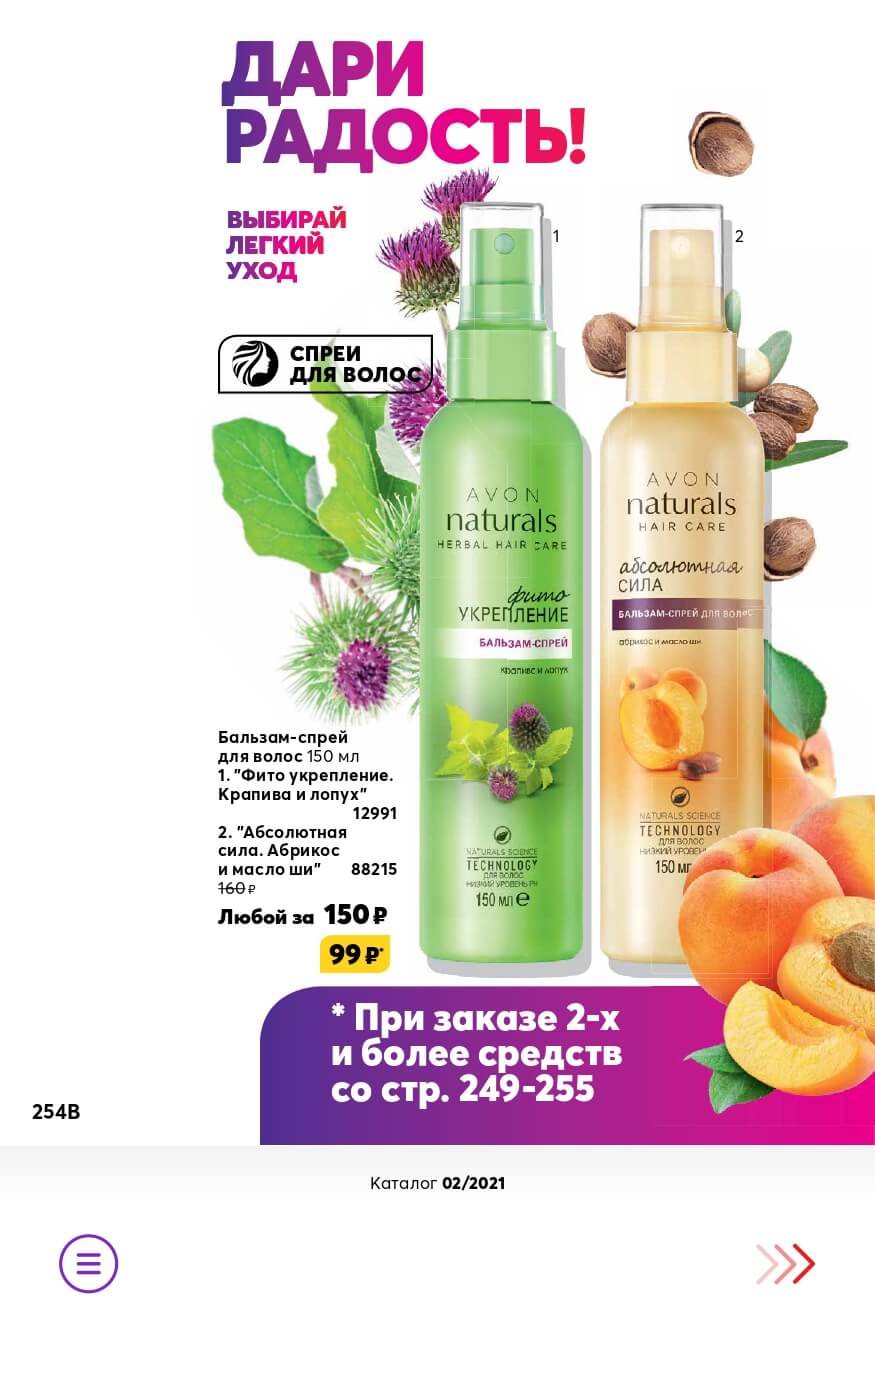 ДАРИ
РАДОСТЬ!
ВЫБИРАЙ
ЛЕГКИЙ
УХОД
1
2
СПРЕИ
ДЛЯ ВОЛОС
AVON
naturals
HERBAL HAIR CARE
фито
УКРЕПЛЕНИЕ
БАЛЬЗАМ-СПРЕЙ
крапива и лопух
NATURALS SCIENCE
TECHNOLOGY
ДЛЯ ВОЛОС
НИЗКИЙ УРОВЕНЬ PH
150 мл e
AVON
naturals
HAIR CARE
абсолютная
СИЛА
БАЛЬЗАМ-СПРЕЙ ДЛЯ ВОЛОС
абрикос и масло ши
NATURALS SCIENCE
TECHNOLOGY
ДЛЯ ВОЛОС
НИЗКИЙ УРОВЕНЬ
150 мл
Бальзам-спрей
для волос 150 мл
1. "Фито укрепление.
Крапива и лопух"
12991
2. "Абсолютная
сила. Абрикос
и масло ши" 88215
160 ₽
Любой за 150 ₽
99 ₽*
* При заказе 2-х
и более средств
со стр. 249-255
254B
Каталог 02/2021